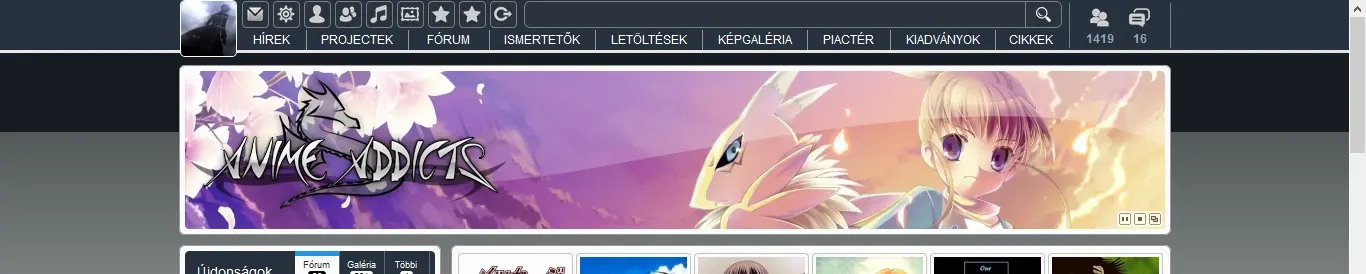 HÍREK PROJECTEK FÓRUM ISMERTETŐK LETÖLTÉSEK KÉPGALÉRIA PIACTÉR KIADVÁNYOK CIKKEK
1419 16
ANIME ADDICTS
Újdonságok Fórum Galéria Többi